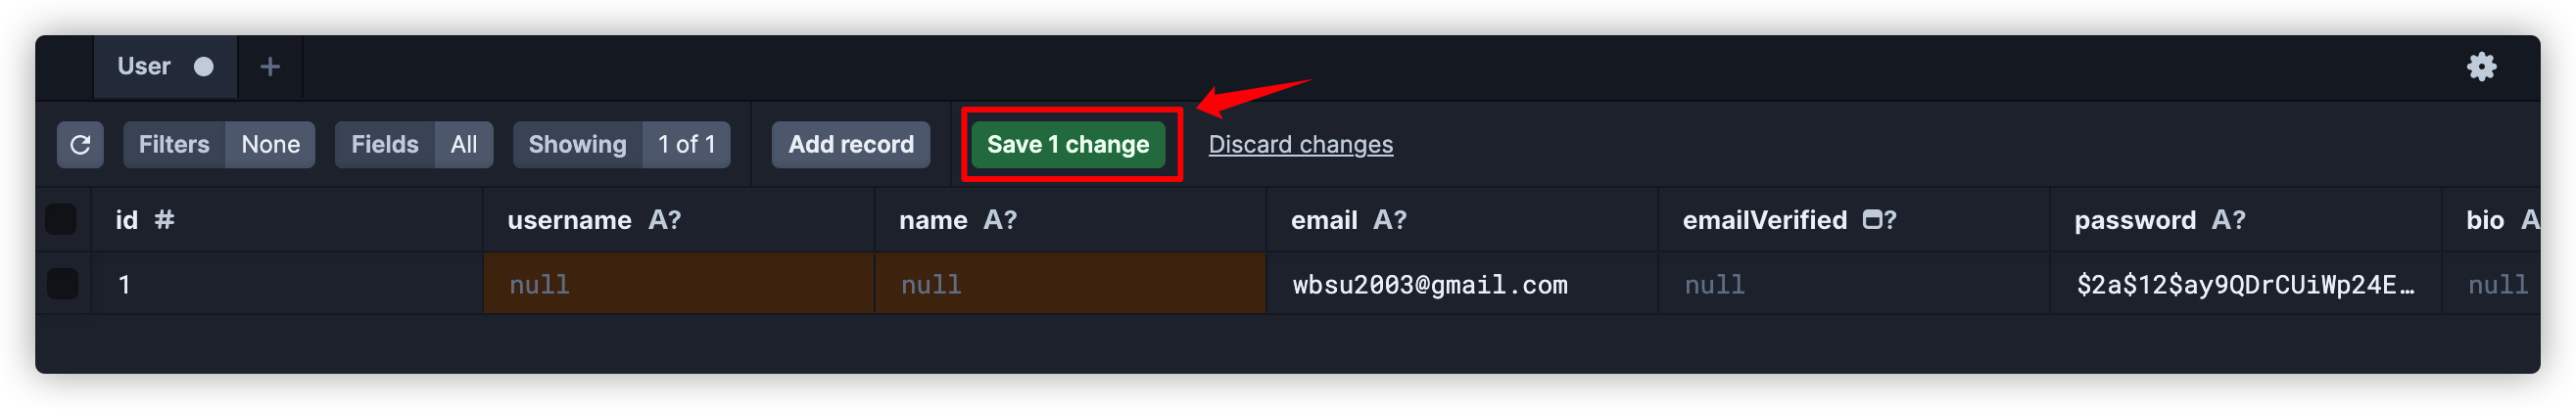 User +
Filters None Fields All Showing 1 of 1 Add record Save 1 change Discard changes
id # username A? name A? email A? emailVerified ? password A? bio A
1 null null wbsu2003@gmail.com null $2a$12$ay9QDrCUiWp24E… null